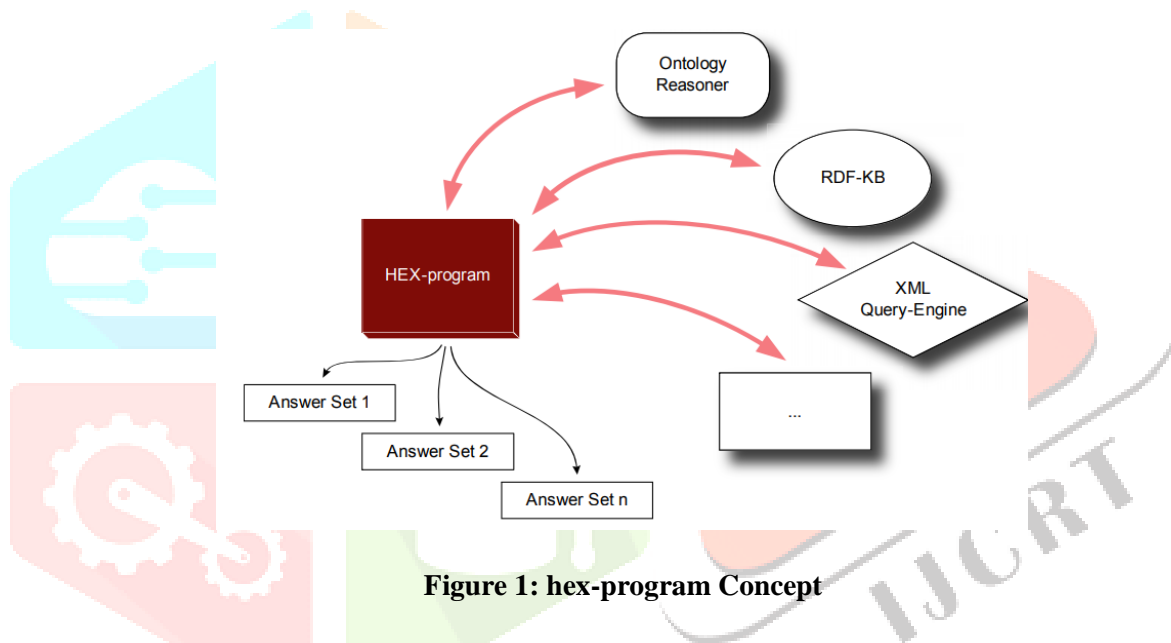 Ontology
Reasoner
RDF-KB
HEX-program
XML
Query-Engine
Answer Set 1
...
Answer Set 2
Answer Set n
Figure 1: hex-program Concept
IJCRT